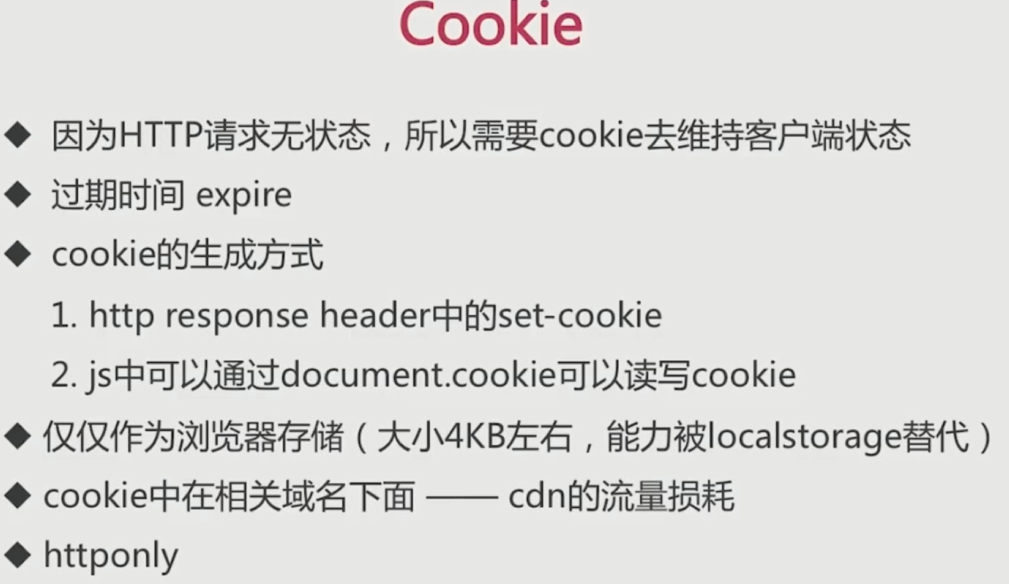 Cookie
◆ 因为HTTP请求无状态，所以需要cookie去维持客户端状态
◆ 过期时间 expire
◆ cookie的生成方式
1. http response header中的set-cookie
2. js中可以通过document.cookie可以读写cookie
◆ 仅仅作为浏览器存储（大小4KB左右，能力被localstorage替代）
◆ cookie中在相关域名下面 —— cdn的流量损耗
◆ httponly